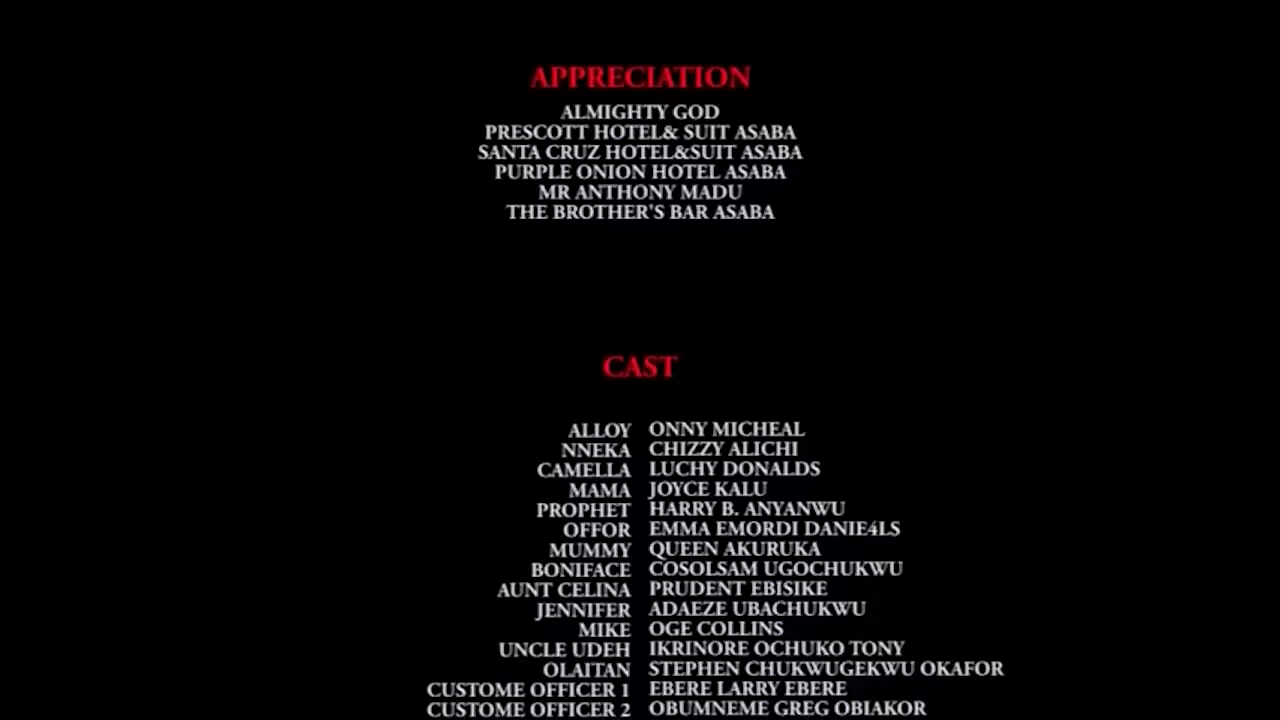 APPRECIATION
ALMIGHTY GOD
PRESCOTT HOTEL& SUIT ASABA
SANTA CRUZ HOTEL&SUIT ASABA
PURPLE ONION HOTEL ASABA
MR ANTHONY MADU
THE BROTHER'S BAR ASABA
CAST
ALLOY ONNY MICHEAL
NNEKA CHIZZY ALICHI
CAMELLA LUCHY DONALDS
MAMA JOYCE KALU
PROPHET HARRY B. ANYANWU
OFFOR EMMA EMORDI DANIE4LS
MUMMY QUEEN AKURUKA
BONIFACE COSOLSAM UGOCHUKWU
AUNT CELINA PRUDENT EBISIKE
JENNIFER ADAEZE UBACHUKWU
MIKE OGE COLLINS
UNCLE UDEH IKRINORE OCHUKO TONY
OLAITAN STEPHEN CHUKWUGEKWU OKAFOR
CUSTOME OFFICER 1 EBERE LARRY EBERE
CUSTOME OFFICER 2 OBUMNEME GREG OBIAKOR